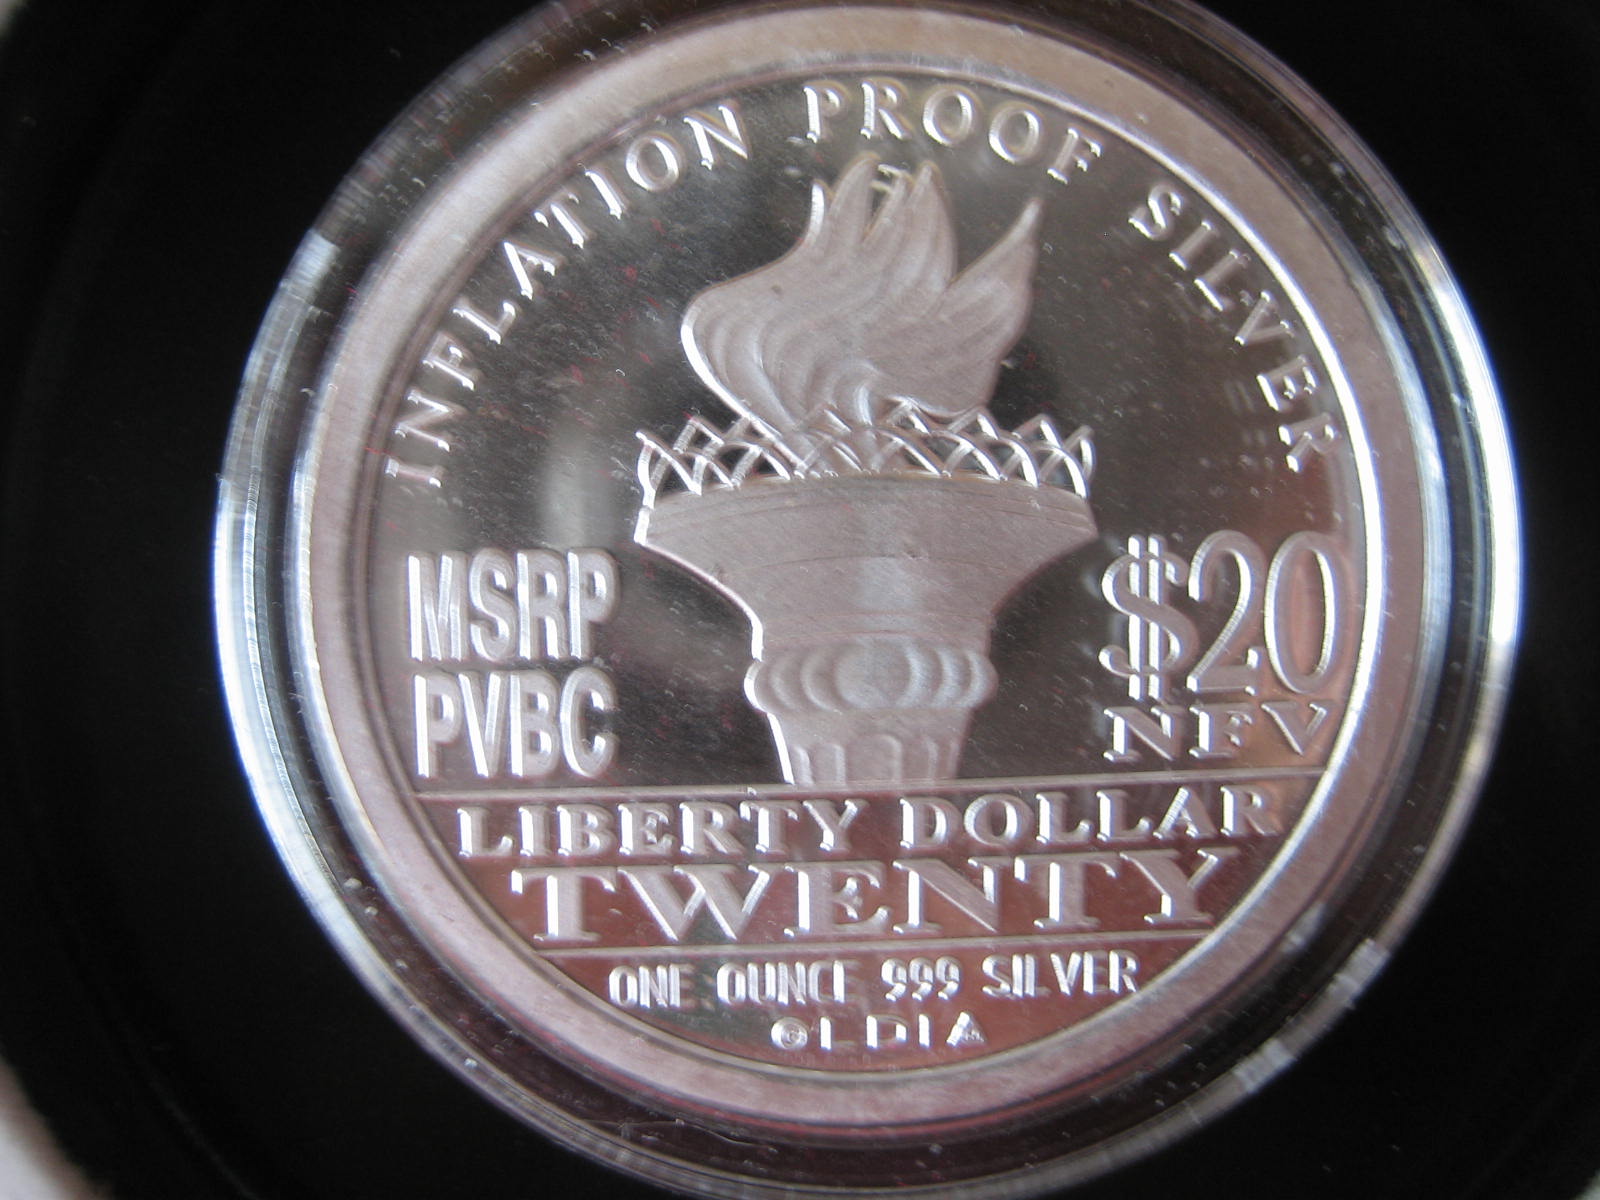 INFLATION PROOF SILVER
MSRP
PVBC
$20
NFV
LIBERTY DOLLAR
TWENTY
ONE OUNCE 999 SILVER
©LDIA